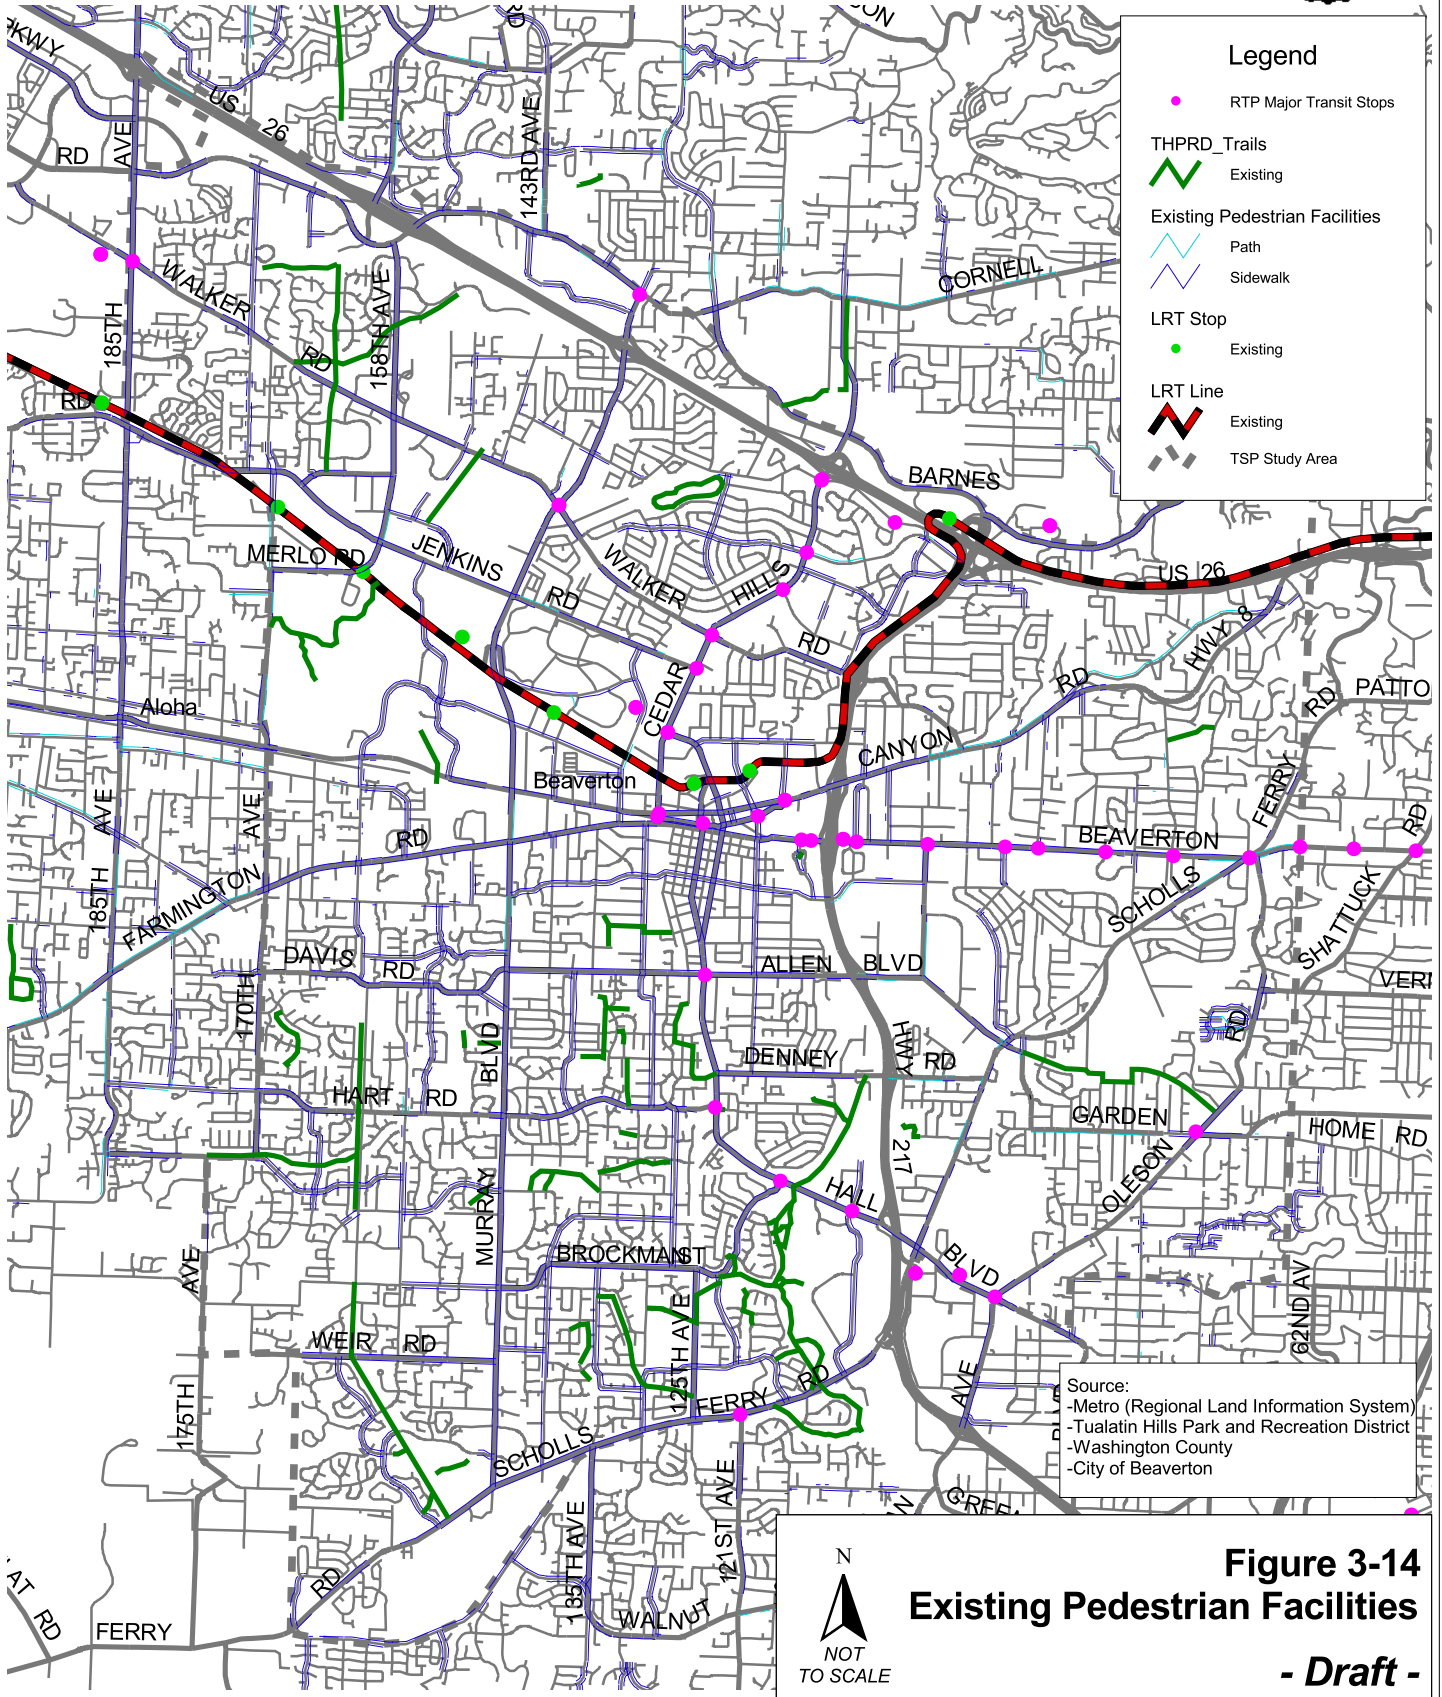 PKWY
US 26
RD
AVE
143RD AVE
Legend
RTP Major Transit Stops
THPRD_Trails
Existing
Existing Pedestrian Facilities
Path
Sidewalk
LRT Stop
Existing
LRT Line
Existing
TSP Study Area
WALKER
RD
185TH
158TH AVE
CORNELL
RD
BARNES
MERLO RD
JENKINS
RD
WALKER
HILLS
RD
CEDAR
US 26
HWY 8
RD
RD
PATTO
Aloha
Beaverton
CANYON
AVE
AVE
RD
BEAVERTON
FERRY
RD
185TH
FARMINGTON
SCHOLLS
SHATTUCK
DAVIS
RD
ALLEN BLVD
170TH
BLVD
HWY
DENNEY
RD
RD
HART RD
GARDEN
HOME RD
217
OLESON
MURRAY
HALL
BLVD
BROCKMAN ST
AVE
125TH AVE
62ND AV
WEIR RD
175TH
FERRY
RD
AVE
SCHOLLS
Source:
-Metro (Regional Land Information System)
-Tualatin Hills Park and Recreation District
-Washington County
-City of Beaverton
135TH AVE
121ST AVE
RD
WALNUT
RD
FERRY
N
NOT
TO SCALE
Figure 3-14
Existing Pedestrian Facilities
- Draft -